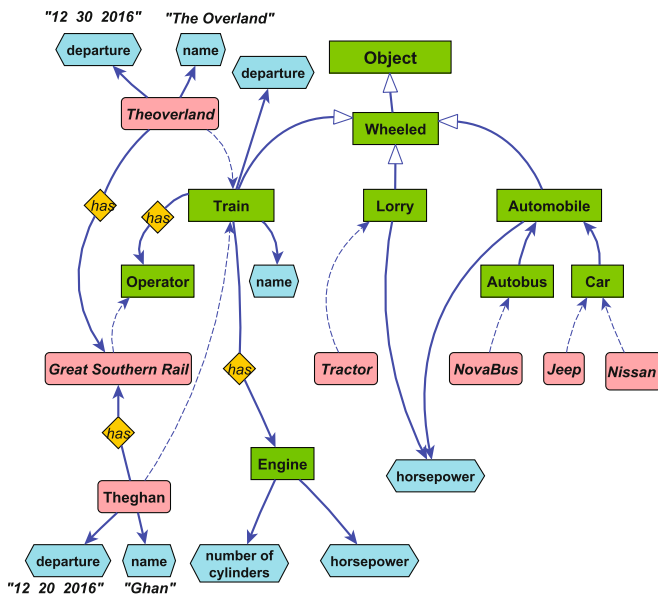 "12 30 2016" "The Overland"
departure name
departure Object
Theoverland
Wheeled
has has Train Lorry Automobile
Operator name Autobus Car
Great Southern Rail has Tractor NovaBus Jeep Nissan
has
Engine horsepower
Theghan
departure name number of horsepower
cylinders
"12 20 2016" "Ghan"